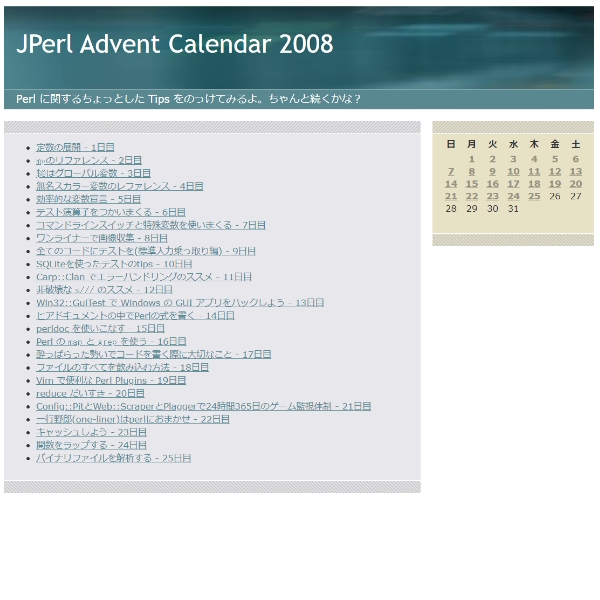 JPerl Advent Calendar 2008
Perl に関するちょっとした Tips をのっけてみるよ。ちゃんと続くかな？
定数の展開 - 1日目
のリファレンス - 2日目
はグローバル変数 - 3日目
無名スカラー変数のレファレンス - 4日目
効率的な変数宣言 - 5日目
テスト演算子をつかいまくる - 6日目
コマンドラインスイッチと特殊変数を使いまくる - 7日目
ワンライナーで画像収集 - 8日目
全てのコードにテストを(標準入力乗っ取り編) - 9日目
SQLiteを使ったテストのtips - 10日目
Carp::Clan でエラーハンドリングのススメ - 11日目
非破壊な s/// のススメ - 12日目
Win32::GuiTest で Windows の GUI アプリをハックしよう - 13日目
ヒアドキュメントの中でPerlの式を書く - 14日目
perldoc を使いこなす - 15日目
Perl の map と grep を使う - 16日目
酔っぱらった勢いでコードを書く際に大切なこと - 17日目
ファイルのすべてを飲み込む方法 - 18日目
Vim で便利な Perl Plugins - 19日目
reduce だいすき - 20日目
Config::PitとWeb::ScraperとPlaggerで24時間365日のゲーム監視体制 - 21日目
一行野郎(one-liner)はperlにおまかせ - 22日目
キャッシュしよう - 23日目
関数をラップする - 24日目
バイナリファイルを解析する - 25日目
日 月 火 水 木 金 土
1 2 3 4 5 6
7 8 9 10 11 12 13
14 15 16 17 18 19 20
21 22 23 24 25 26 27
28 29 30 31